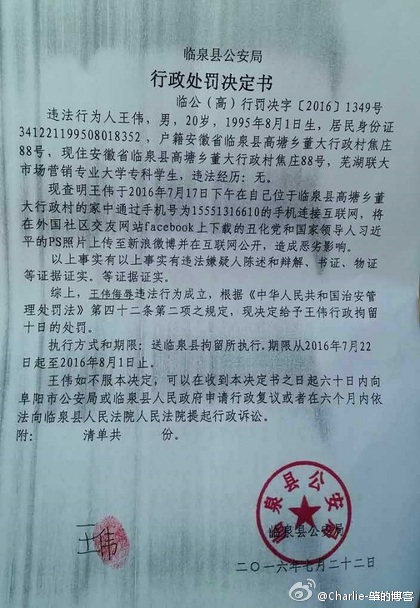 临泉县公安局
行政处罚决定书
临公（高）行罚决字〔2016〕1349号
违法行为人王伟，男，20岁，1995年8月1日生，居民身份证
341221199508018352，户籍安徽省临泉县高塘乡董大行政村焦庄
88号，现住安徽省临泉县高塘乡董大行政村焦庄88号，芜湖联大
市场营销专业大学专科学生，违法经历：无。
现查明王伟于2016年7月17日下午在自己位于临泉县高塘乡董
大行政村的家中通过手机号为15551316610的手机连接互联网，将
在外国社区交友网站facebook上下载的丑化党和国家领导人习近
平的PS照片上传至新浪微博并在互联网公开，造成恶劣影响。
以上事实有以上事实有违法嫌疑人陈述和辩解、书证、物证
等证据证实。等证据证实。
综上，王伟侮辱违法行为成立，根据《中华人民共和国治安管
理处罚法》第四十二条第二项之规定，现决定给予王伟行政拘留
十日的处罚。
执行方式和期限：送临泉县拘留所执行，期限从2016年7月22
日起至2016年8月1日止。
王伟如不服本决定，可以在收到本决定书之日起六十日内向
阜阳市公安局或临泉县人民政府申请行政复议或者在六个月内依
法向临泉县人民法院人民法院提起行政诉讼。
附：　　清单共　　份。
临泉县公安局
王伟
临泉县公安局
二〇一六年七月二十二日
@Charlie-肇的博客